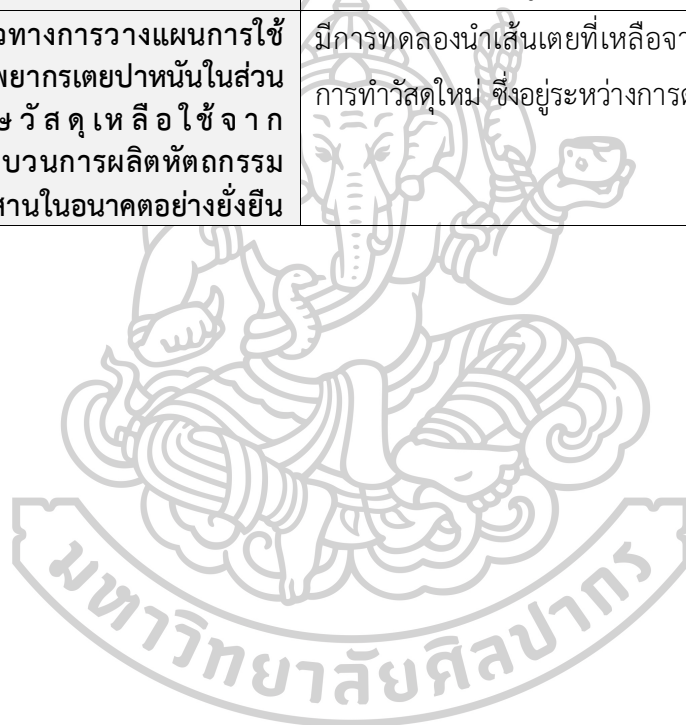 วทางการวางแผนการใช้
พยากรเตยปาหนันในส่วน
ษวัสดุเหลือใช้จาก
บวนการผลิตหัตถกรรม
สานในอนาคตอย่างยั่งยืน
มีการทดลองนำเส้นเตยที่เหลือจา
การทำวัสดุใหม่ ซึ่งอยู่ระหว่างการ
มหาวิทยาลัยศิลปากร